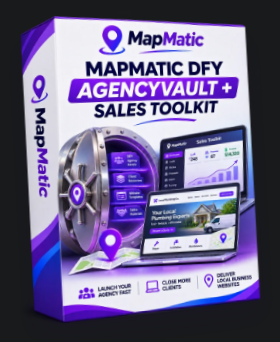 MapMatic
MAPMATIC DFY
AGENCYVAULT +
SALES TOOLKIT
MapMatic
MapMatic
Sales Toolkit
Your Local
Plumbing Experts
LAUNCH YOUR
AGENCY FAST
CLOSE MORE
CLIENTS
DELIVER
LOCAL BUSINESS
WEBSITES